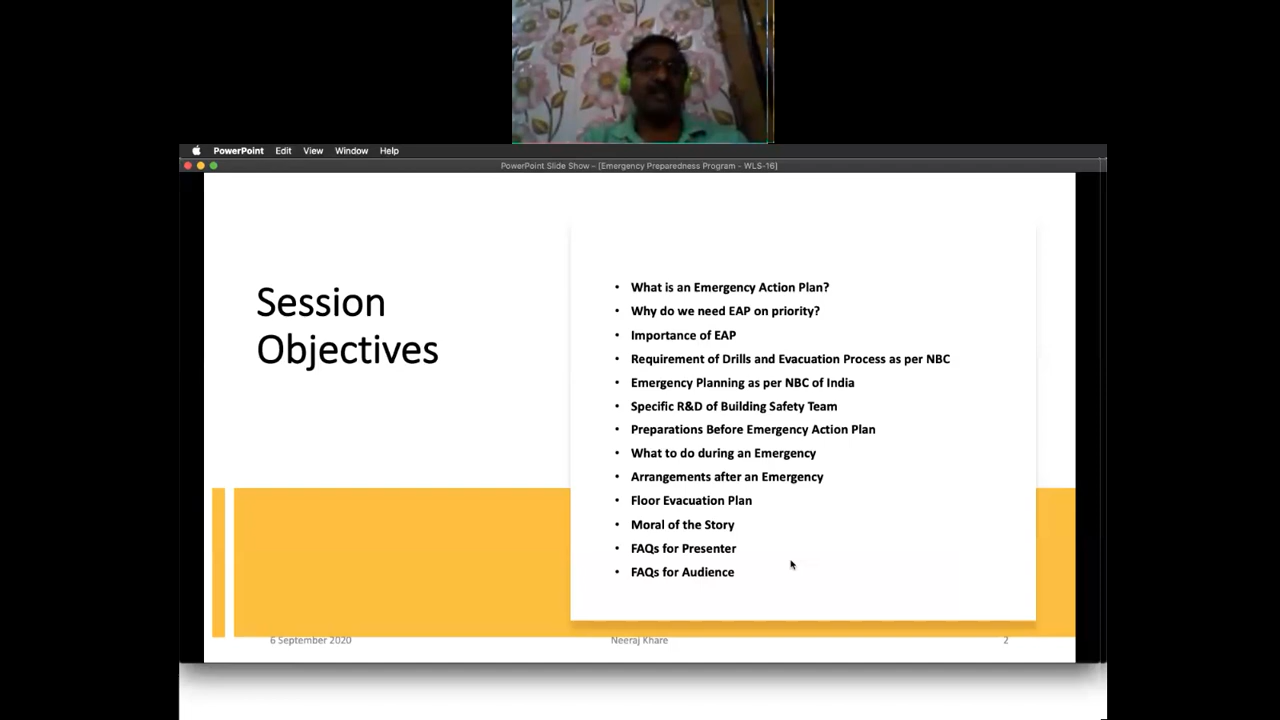 PowerPoint Edit View Window Help
PowerPoint Slide Show – [Emergency Preparedness Program - WLS-16]
Session
Objectives
• What is an Emergency Action Plan?
• Why do we need EAP on priority?
• Importance of EAP
• Requirement of Drills and Evacuation Process as per NBC
• Emergency Planning as per NBC of India
• Specific R&D of Building Safety Team
• Preparations Before Emergency Action Plan
• What to do during an Emergency
• Arrangements after an Emergency
• Floor Evacuation Plan
• Moral of the Story
• FAQs for Presenter
• FAQs for Audience
6 September 2020 Neeraj Khare 2